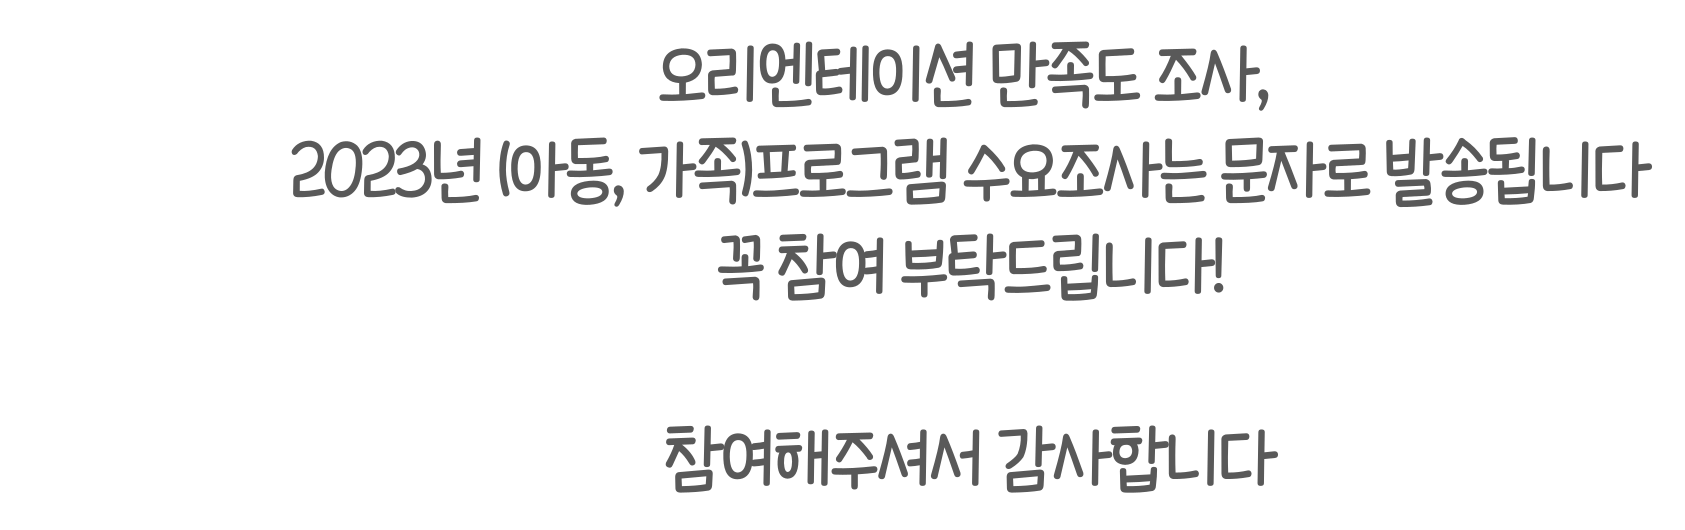 오리엔테이션 만족도 조사,
2023년 (아동, 가족)프로그램 수요조사는 문자로 발송됩니다
꼭 참여 부탁드립니다!
참여해주셔서 감사합니다